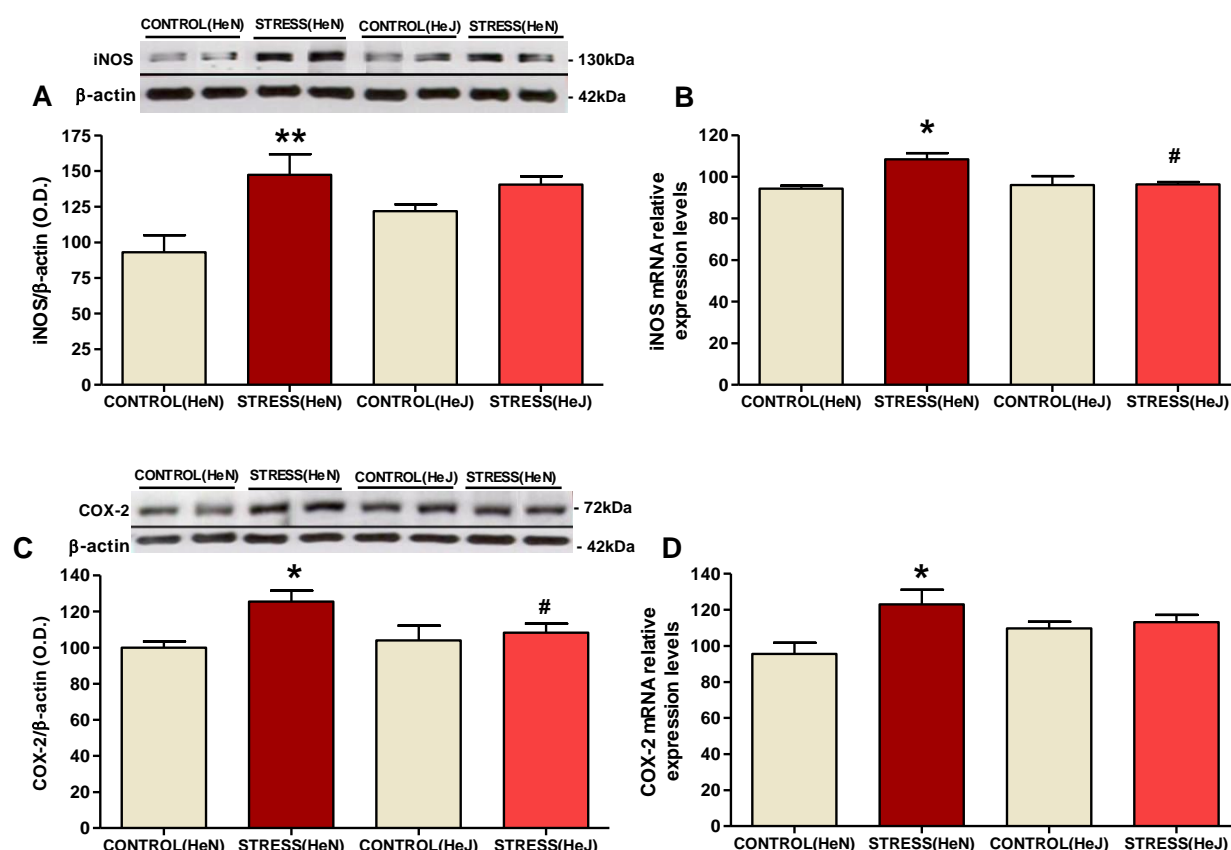 CONTROL(HeN) STRESS(HeN) CONTROL(HeJ) STRESS(HeN)
iNOS - 130kDa
β-actin - 42kDa
A
iNOS/β-actin (O.D.)
175
150
125
100
75
50
25
0
**
CONTROL(HeN) STRESS(HeN) CONTROL(HeJ) STRESS(HeJ)
B
iNOS mRNA relative
expression levels
120
100
80
60
40
20
0
*
#
CONTROL(HeN) STRESS(HeN) CONTROL(HeJ) STRESS(HeJ)
CONTROL(HeN) STRESS(HeN) CONTROL(HeJ) STRESS(HeN)
COX-2 - 72kDa
β-actin - 42kDa
C
COX-2/β-actin (O.D.)
140
120
100
80
60
40
20
0
*
#
CONTROL(HeN) STRESS(HeN) CONTROL(HeJ) STRESS(HeJ)
D
COX-2 mRNA relative
expression levels
140
120
100
80
60
40
20
0
*
CONTROL(HeN) STRESS(HeN) CONTROL(HeJ) STRESS(HeJ)